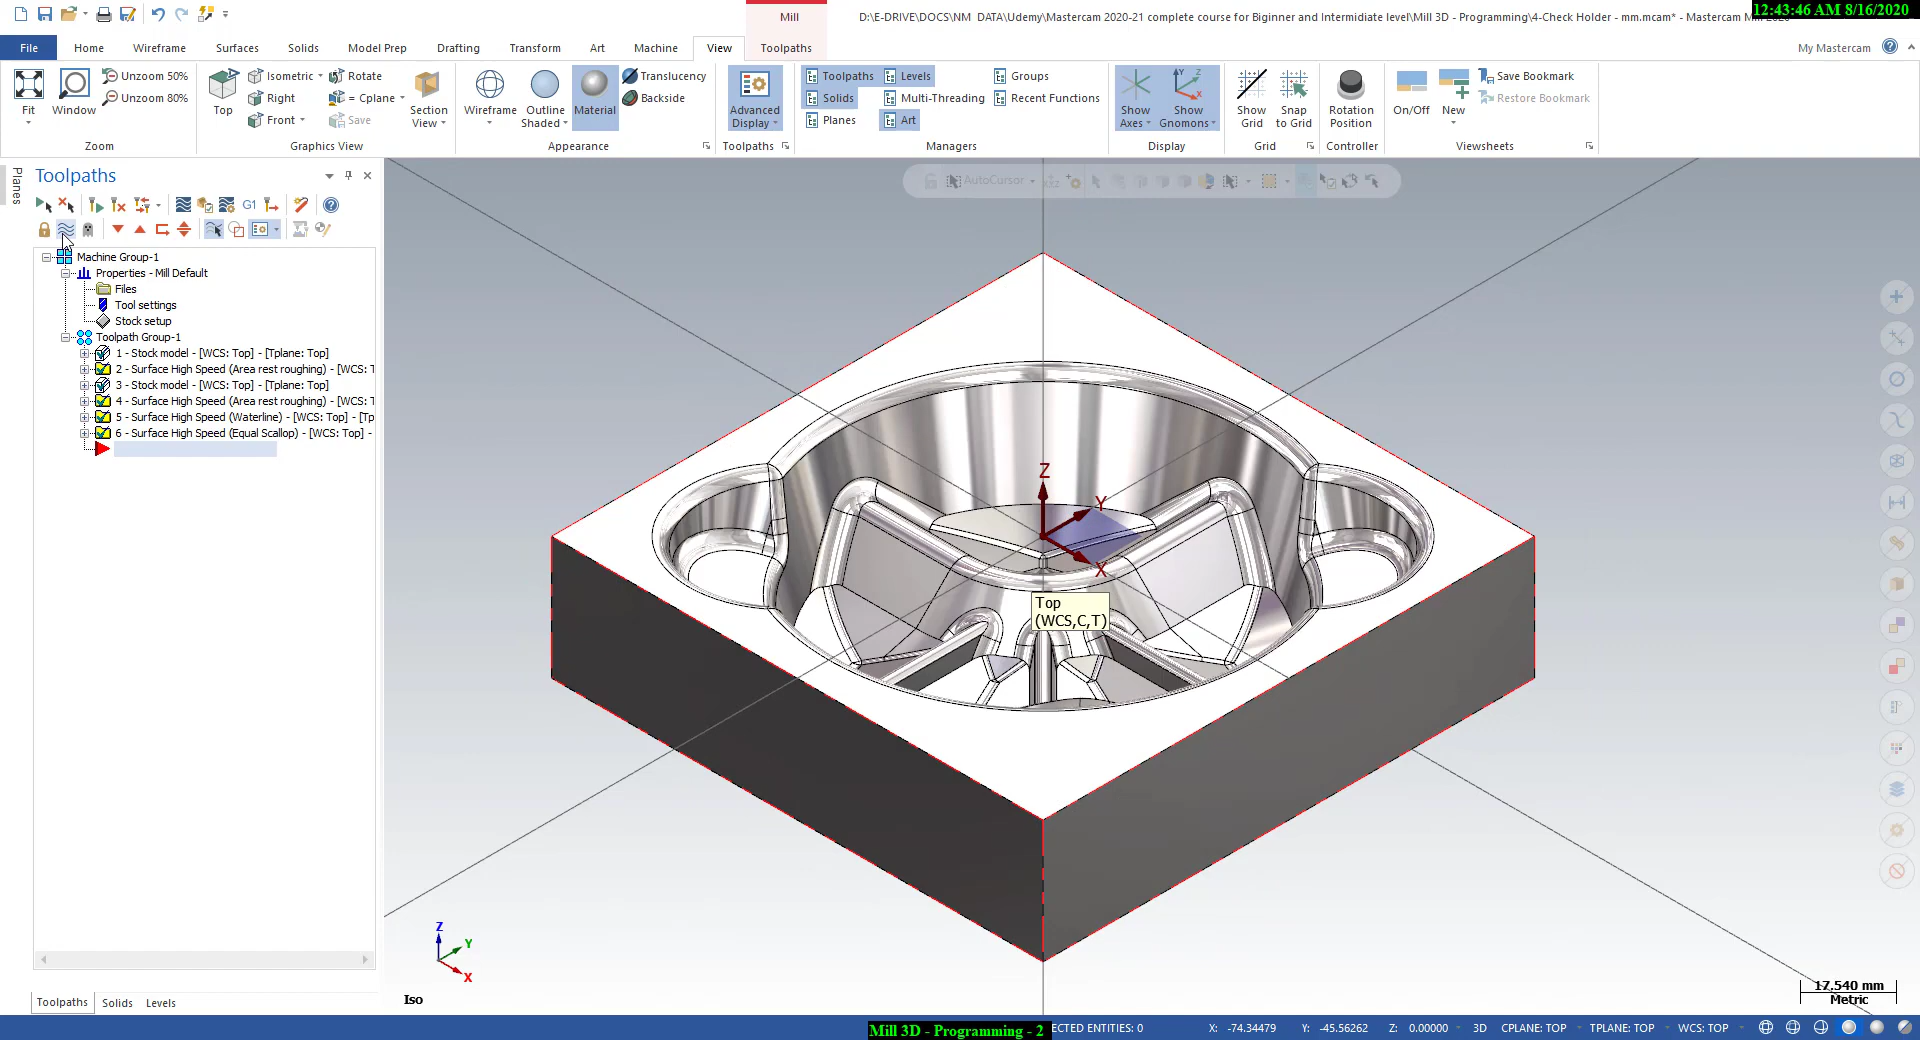 Mill
D:\E-DRIVE\DOCS\NM DATA\Udemy\Mastercam 2020-21 complete course for Biginner and Intermidiate level\Mill 3D - Programming\4-Check Holder - mm.mcam* - Mastercam
12:43:46 AM 8/16/2020
File
Home
Wireframe
Surfaces
Solids
Model Prep
Drafting
Transform
Art
Machine
View
Toolpaths
My Mastercam
Fit
Window
Unzoom 50%
Unzoom 80%
Zoom
Top
Isometric
Right
Front
Rotate
= Cplane
Save
Section
View
Graphics View
Wireframe
Outline
Shaded
Material
Translucency
Backside
Appearance
Advanced
Display
Toolpaths
Toolpaths
Solids
Planes
Levels
Multi-Threading
Art
Groups
Recent Functions
Managers
Show
Axes
Show
Gnomons
Display
Show
Grid
Snap
to Grid
Grid
Rotation
Position
Controller
On/Off
New
Save Bookmark
Restore Bookmark
Viewsheets
Planes
Toolpaths
G1
Machine Group-1
Properties - Mill Default
Files
Tool settings
Stock setup
Toolpath Group-1
1 - Stock model - [WCS: Top] - [Tplane: Top]
2 - Surface High Speed (Area rest roughing) - [WCS: T
3 - Stock model - [WCS: Top] - [Tplane: Top]
4 - Surface High Speed (Area rest roughing) - [WCS: T
5 - Surface High Speed (Waterline) - [WCS: Top] - [Tp
6 - Surface High Speed (Equal Scallop) - [WCS: Top] -
AutoCursor
Z
Y
X
Top
(WCS,C,T)
Z
Y
X
Iso
17.540 mm
Metric
Toolpaths
Solids
Levels
Mill 3D - Programming - 2
ECTED ENTITIES: 0
X: -74.34479
Y: -45.56262
Z: 0.00000
3D
CPLANE: TOP
TPLANE: TOP
WCS: TOP